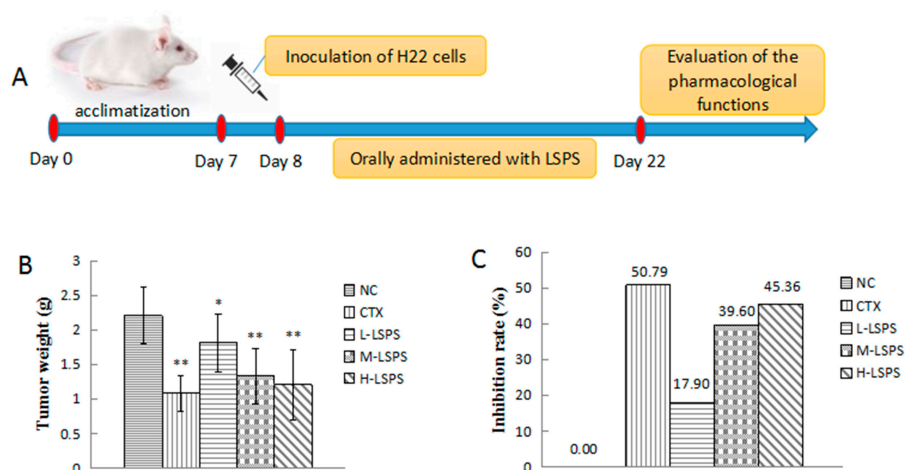 A
Inoculation of H22 cells
Evaluation of the
pharmacological
functions
acclimatization
Day 0
Day 7
Day 8
Orally administered with LSPS
Day 22
B
Tumor weight (g)
3
2.5
2
1.5
1
0.5
0
**
*
**
**
NC
CTX
L-LSPS
M-LSPS
H-LSPS
C
Inhibition rate (%)
60
50
40
30
20
10
0
0.00
50.79
17.90
39.60
45.36
NC
CTX
L-LSPS
M-LSPS
H-LSPS